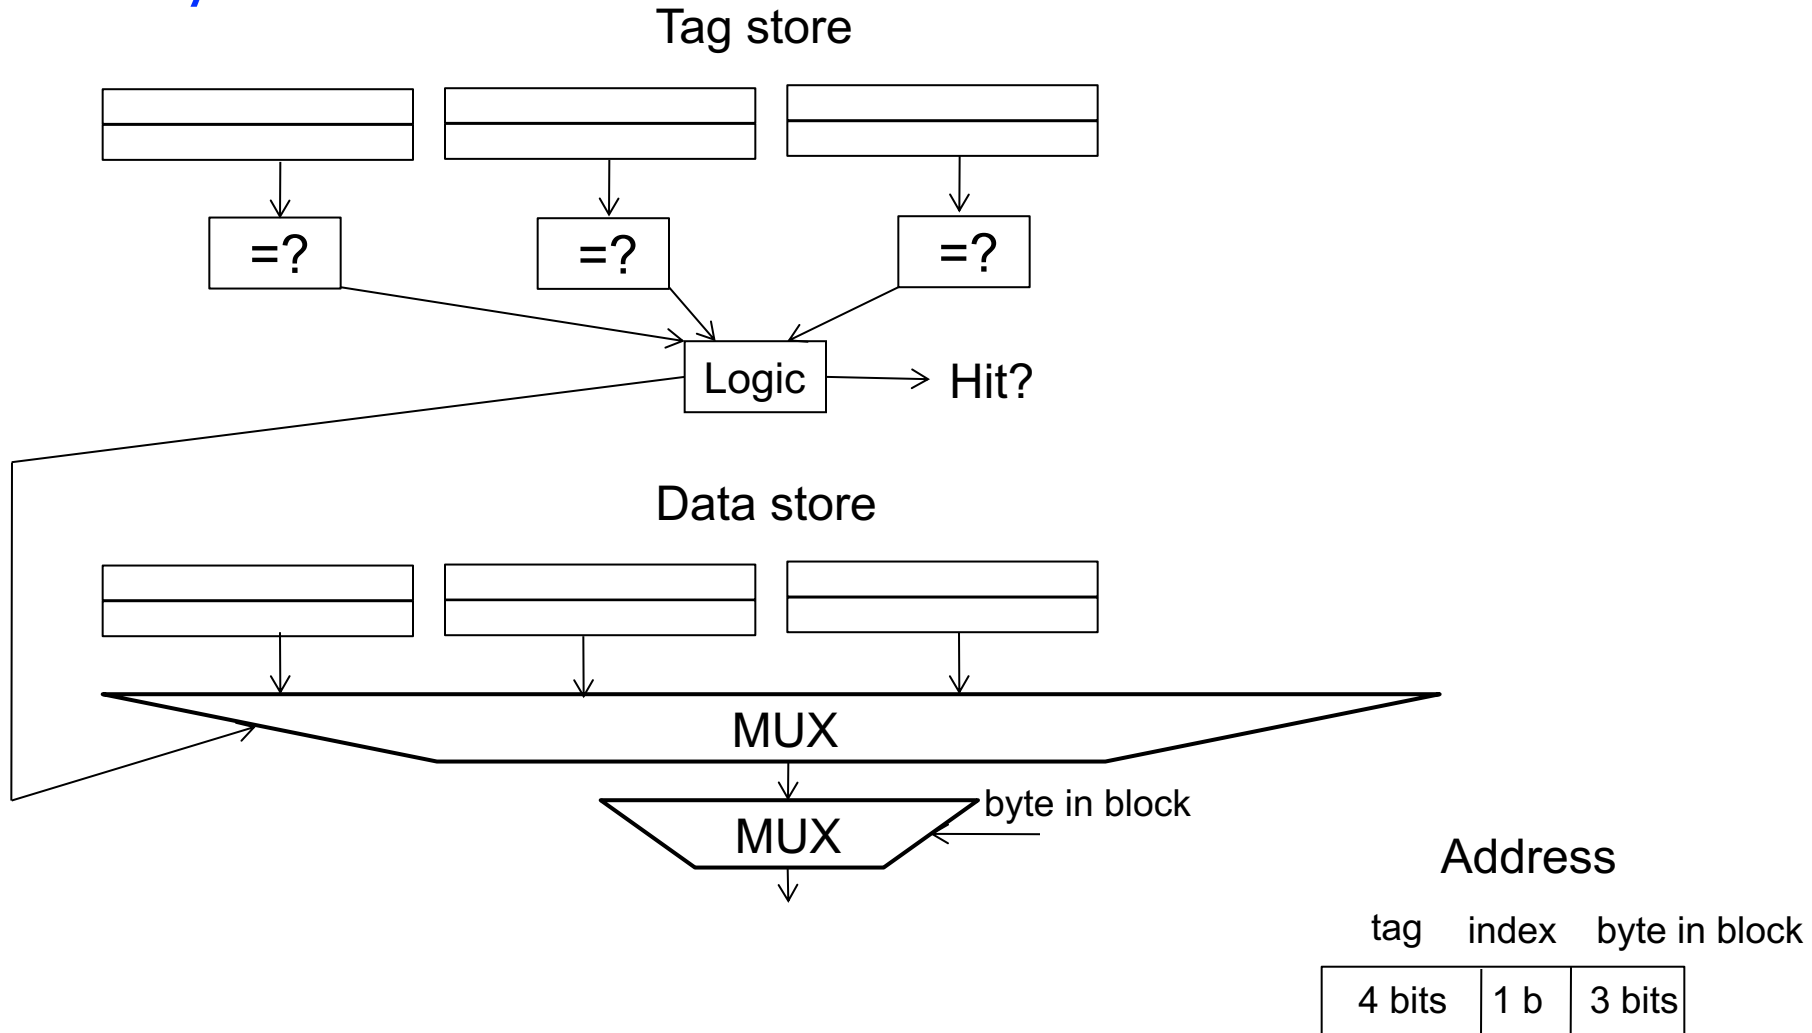 Tag store
=? =? =?
Logic
Hit?
Data store
MUX
byte in block
MUX
Address
tag index byte in block
4 bits 1 b 3 bits